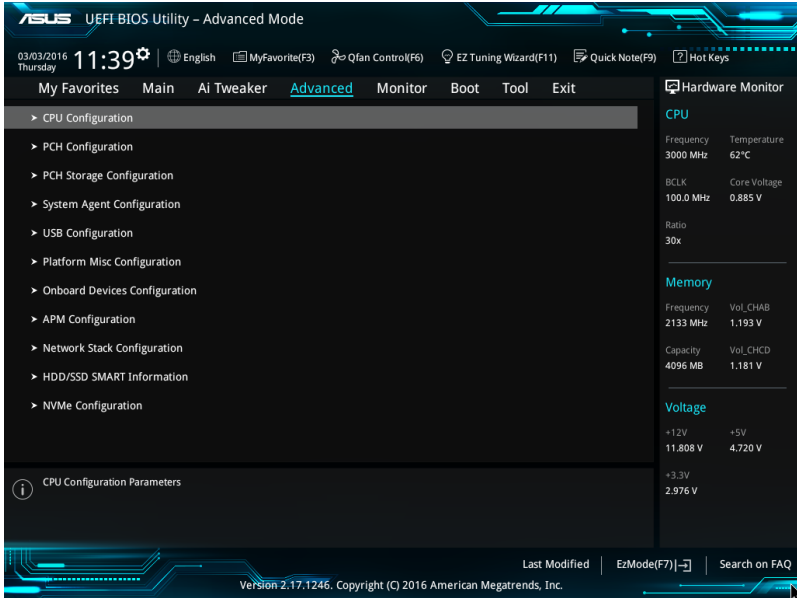 ASUS UEFI BIOS Utility – Advanced Mode
03/03/2016
Thursday
11:39
English
MyFavorite(F3)
Qfan Control(F6)
EZ Tuning Wizard(F11)
Quick Note(F9)
? Hot Keys
My Favorites Main Ai Tweaker Advanced Monitor Boot Tool Exit
CPU Configuration
PCH Configuration
PCH Storage Configuration
System Agent Configuration
USB Configuration
Platform Misc Configuration
Onboard Devices Configuration
APM Configuration
Network Stack Configuration
HDD/SSD SMART Information
NVMe Configuration
CPU Configuration Parameters
Hardware Monitor
CPU
Frequency Temperature
3000 MHz 62°C
BCLK Core Voltage
100.0 MHz 0.885 V
Ratio
30x
Memory
Frequency Vol_CHAB
2133 MHz 1.193 V
Capacity Vol_CHCD
4096 MB 1.181 V
Voltage
+12V +5V
11.808 V 4.720 V
+3.3V
2.976 V
Last Modified
EzMode(F7)
Search on FAQ
Version 2.17.1246. Copyright (C) 2016 American Megatrends, Inc.